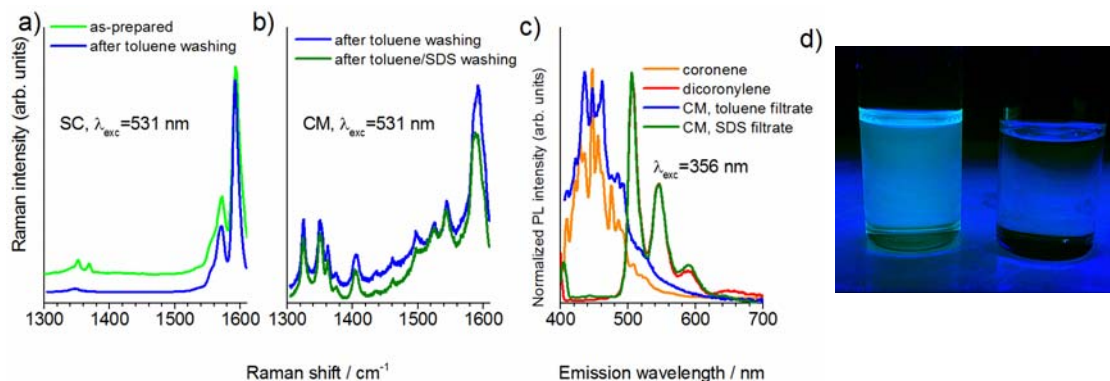 a)
as-prepared
after toluene washing
SC, λexc=531 nm
1300 1400 1500 1600
Raman intensity (arb. units)
b)
after toluene washing
after toluene/SDS washing
CM, λexc=531 nm
1300 1400 1500 1600
Raman shift / cm-1
c)
coronene
dicoronylene
CM, toluene filtrate
CM, SDS filtrate
λexc=356 nm
400 500 600 700
Normalized PL intensity (arb. units)
Emission wavelength / nm
d)